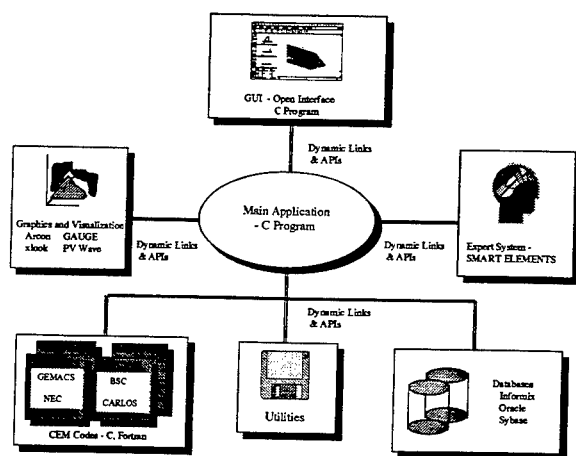 GUI - Open Interface
C Program
Dynamic Links
& APIs
Main Application
- C Program
Graphics and Visualization
Arcon GAUGE
xlook PV Wave
Dynamic Links
& APIs
Dynamic Links
& APIs
Expert System -
SMART ELEMENTS
Dynamic Links
& APIs
GEMACS
NEC
BSC
CARLOS
CEM Codes - C, Fortran
Utilities
Databases
Informix
Oracle
Sybase